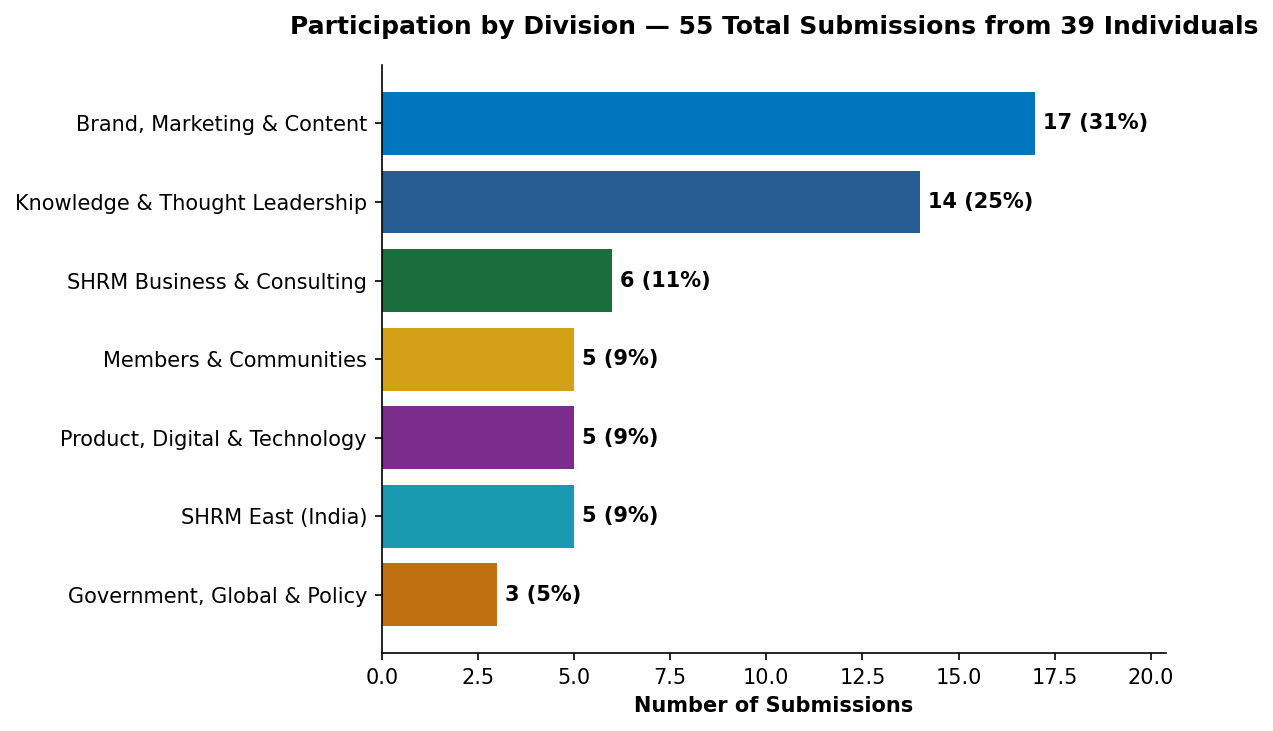 Participation by Division — 55 Total Submissions from 39 Individuals
Brand, Marketing & Content
17 (31%)
Knowledge & Thought Leadership
14 (25%)
SHRM Business & Consulting
6 (11%)
Members & Communities
5 (9%)
Product, Digital & Technology
5 (9%)
SHRM East (India)
5 (9%)
Government, Global & Policy
3 (5%)
0.0 2.5 5.0 7.5 10.0 12.5 15.0 17.5 20.0
Number of Submissions